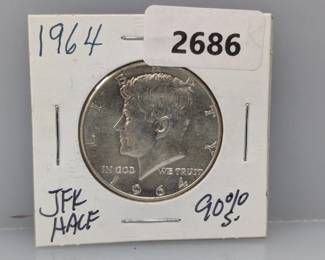 1964
2686
LIBERTY
IN GOD WE TRUST
1964
JFK
HALF
90%
S.